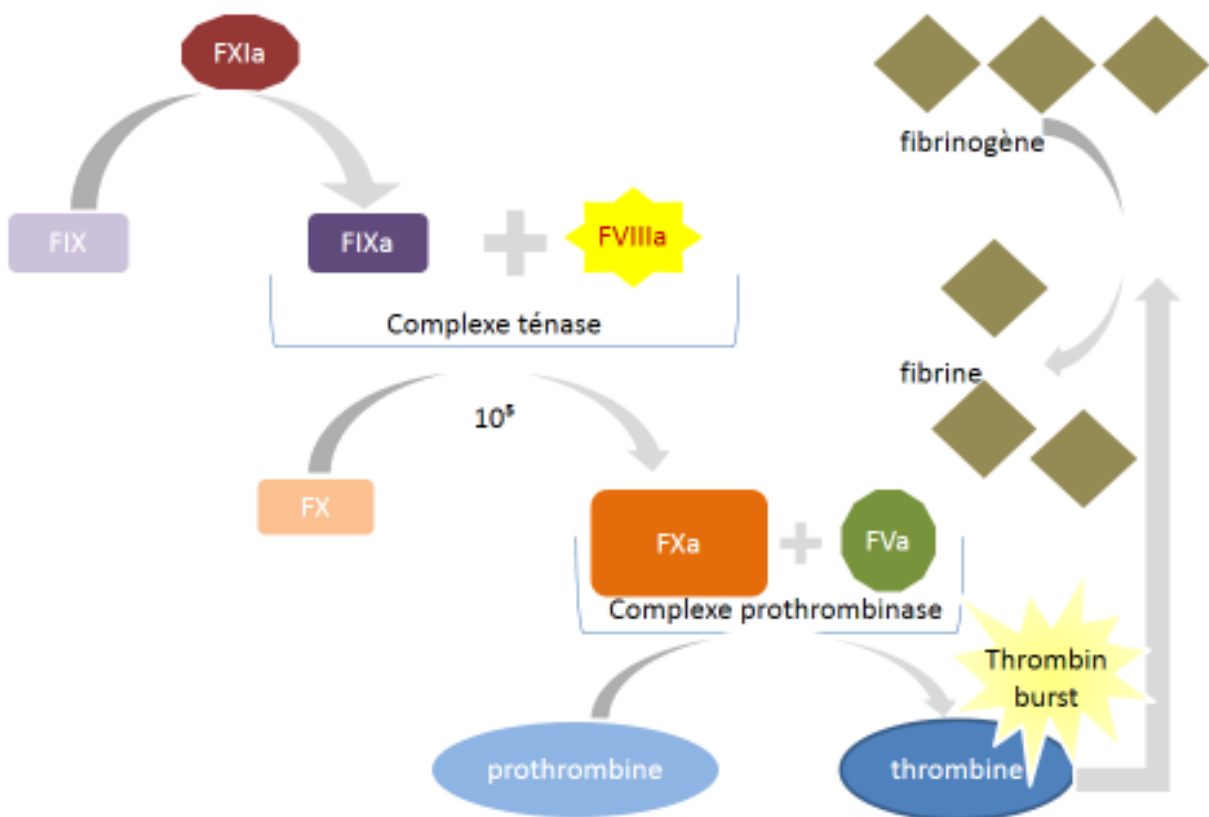 FXIa
fibrinogène
FIX
FIXa
FVIIIa
Complexe ténase
fibrine
10⁵
FX
FXa
FVa
Complexe prothrombinase
Thrombin
burst
prothrombine
thrombine